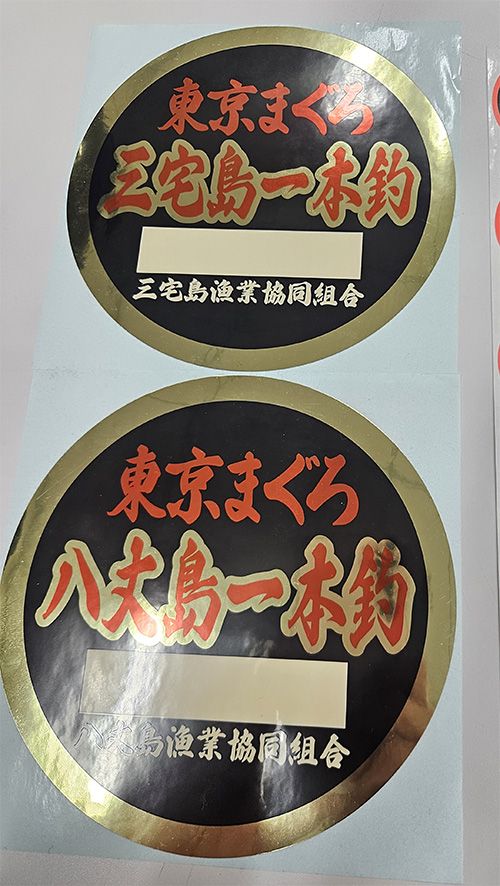 東京まぐろ
三宅島一本釣
三宅島漁業協同組合
東京まぐろ
八丈島一本釣
八丈島漁業協同組合